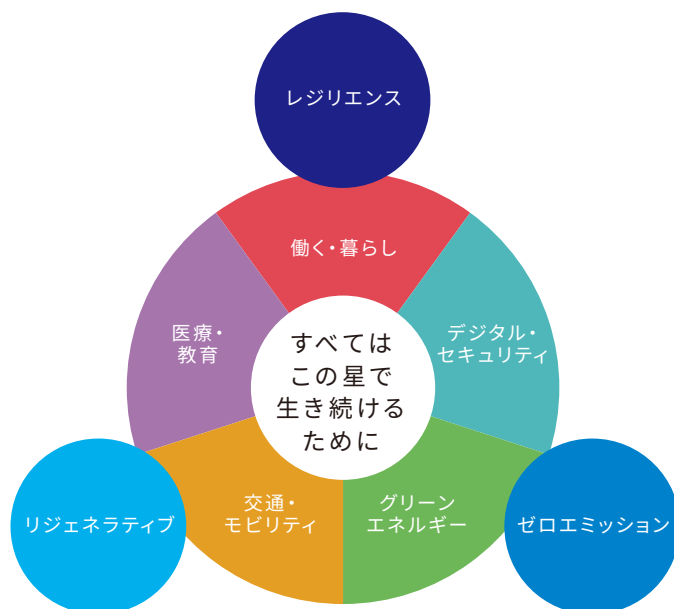 レジリエンス
働く・暮らし
医療・
教育
デジタル・
セキュリティ
すべては
この星で
生き続ける
ために
リジェネラティブ
交通・
モビリティ
グリーン
エネルギー
ゼロエミッション